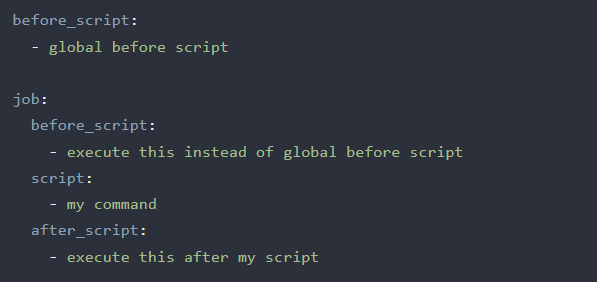 before_script:
  - global before script

job:
  before_script:
    - execute this instead of global before script
  script:
    - my command
  after_script:
    - execute this after my script